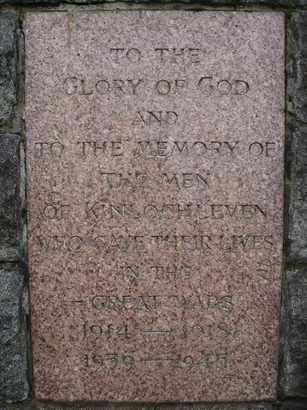 TO THE
GLORY OF GOD
AND
TO THE MEMORY OF
THE MEN
OF KINLOCHLEVEN
WHO GAVE THEIR LIVES
IN THE
GREAT WARS
1914 — 1918
1939 — 1945